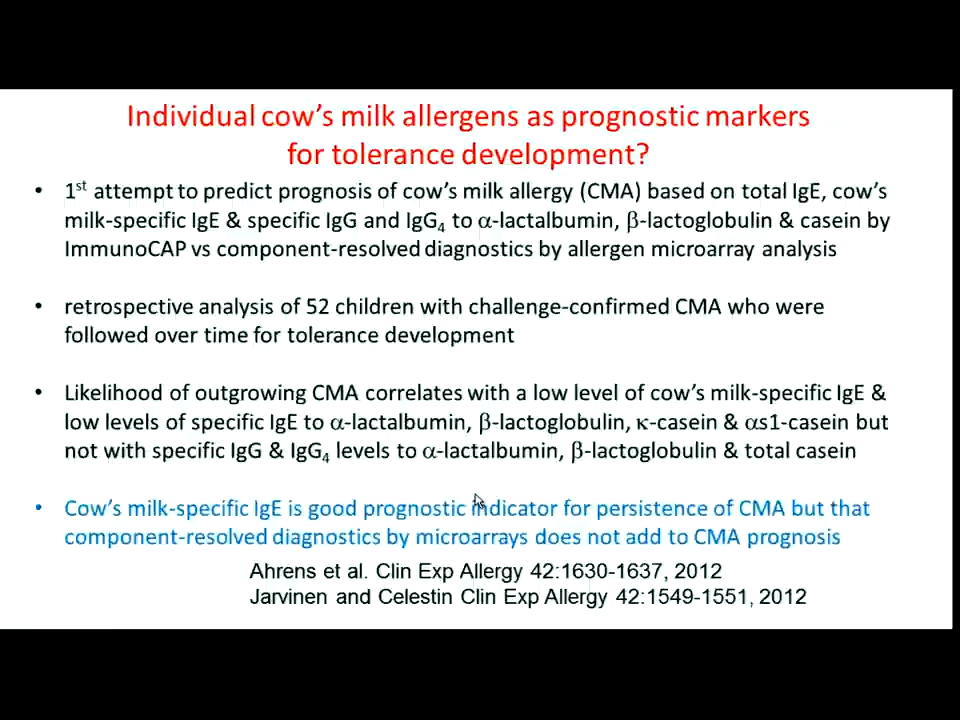 Individual cow's milk allergens as prognostic markers
for tolerance development?
• 1st attempt to predict prognosis of cow's milk allergy (CMA) based on total IgE, cow's
milk-specific IgE & specific IgG and IgG4 to α-lactalbumin, β-lactoglobulin & casein by
ImmunoCAP vs component-resolved diagnostics by allergen microarray analysis
• retrospective analysis of 52 children with challenge-confirmed CMA who were
followed over time for tolerance development
• Likelihood of outgrowing CMA correlates with a low level of cow's milk-specific IgE &
low levels of specific IgE to α-lactalbumin, β-lactoglobulin, κ-casein & αs1-casein but
not with specific IgG & IgG4 levels to α-lactalbumin, β-lactoglobulin & total casein
• Cow's milk-specific IgE is good prognostic indicator for persistence of CMA but that
component-resolved diagnostics by microarrays does not add to CMA prognosis
Ahrens et al. Clin Exp Allergy 42:1630-1637, 2012
Jarvinen and Celestin Clin Exp Allergy 42:1549-1551, 2012